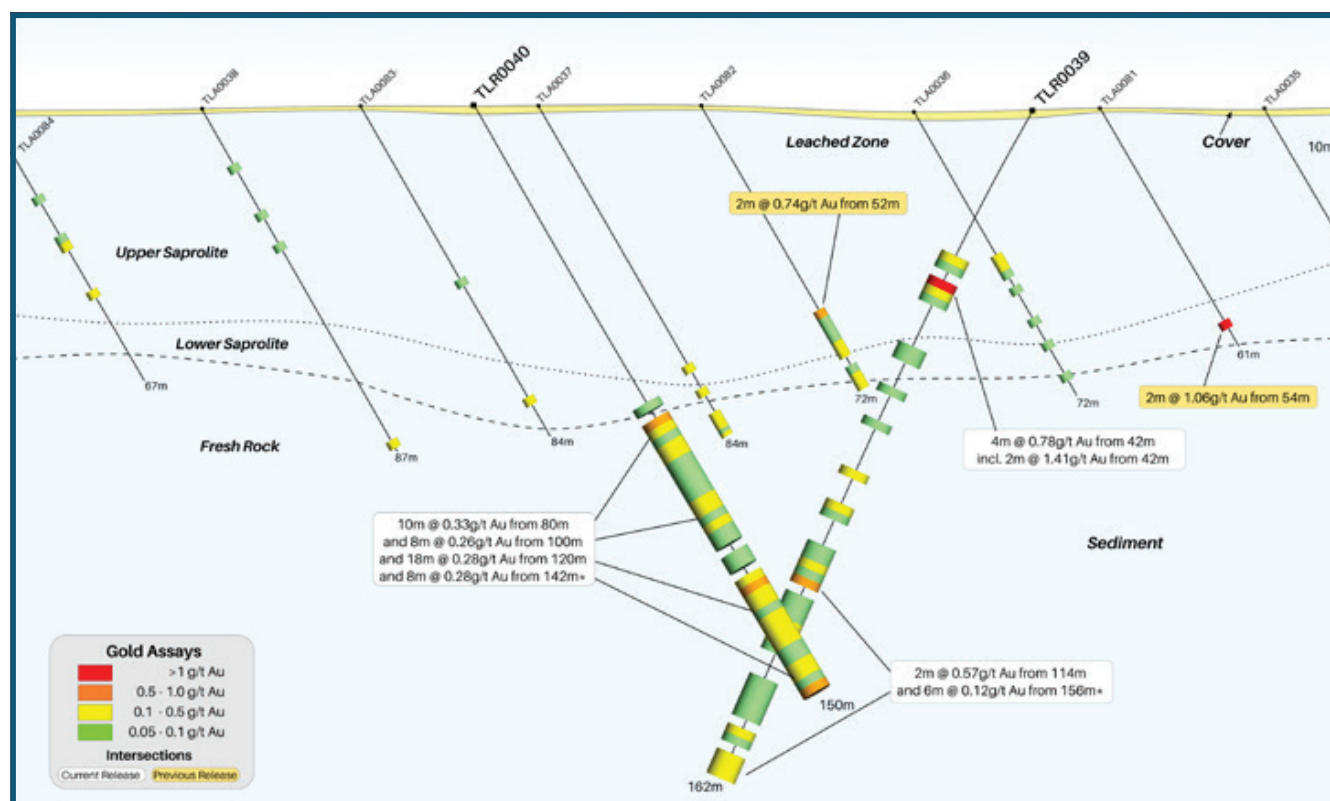 TLA0084
TLA0038
TLA0083
TLR0040
TLA0037
TLA0082
TLA0036
TLR0039
TLA0081
TLA0035
Leached Zone
Cover
10m
2m @ 0.74g/t Au from 52m
Upper Saprolite
Lower Saprolite
Fresh Rock
Sediment
67m
87m
84m
84m
72m
72m
61m
2m @ 1.06g/t Au from 54m
4m @ 0.78g/t Au from 42m
incl. 2m @ 1.41g/t Au from 42m
10m @ 0.33g/t Au from 80m
and 8m @ 0.26g/t Au from 100m
and 18m @ 0.28g/t Au from 120m
and 8m @ 0.28g/t Au from 142m*
2m @ 0.57g/t Au from 114m
and 6m @ 0.12g/t Au from 156m*
150m
162m
Gold Assays
>1 g/t Au
0.5 - 1.0 g/t Au
0.1 - 0.5 g/t Au
0.05 - 0.1 g/t Au
Intersections
Current Release
Previous Release